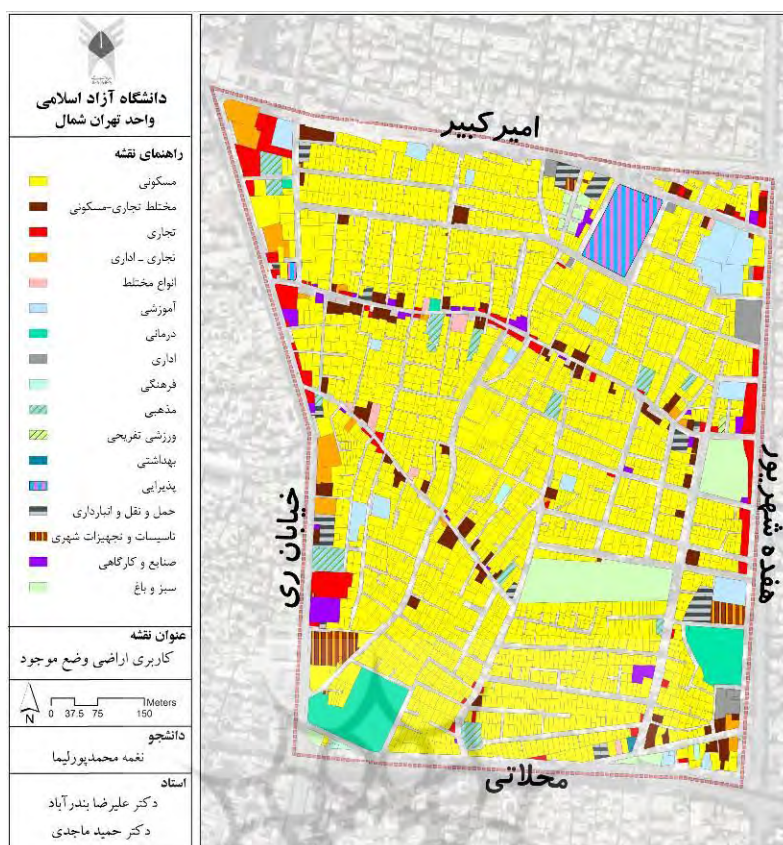 دانشگاه آزاد اسلامی
واحد تهران شمال
راهنمای نقشه
مسکونی
مختلط تجاری-مسکونی
تجاری
تجاری - اداری
انواع مختلط
آموزشی
درمانی
اداری
فرهنگی
مذهبی
ورزشی تفریحی
بهداشتی
پذیرایی
حمل و نقل و انبارداری
تاسیسات و تجهیزات شهری
صنایع و کارگاهی
سبز و باغ
عنوان نقشه
کاربری اراضی وضع موجود
N
0 37.5 75 150 Meters
دانشجو
نغمه محمدپورلیما
استاد
دکتر علیرضا بندرآباد
دکتر حمید ماجدی
امیر کبیر
خیابان ری
هفده شهریور
محلاتی